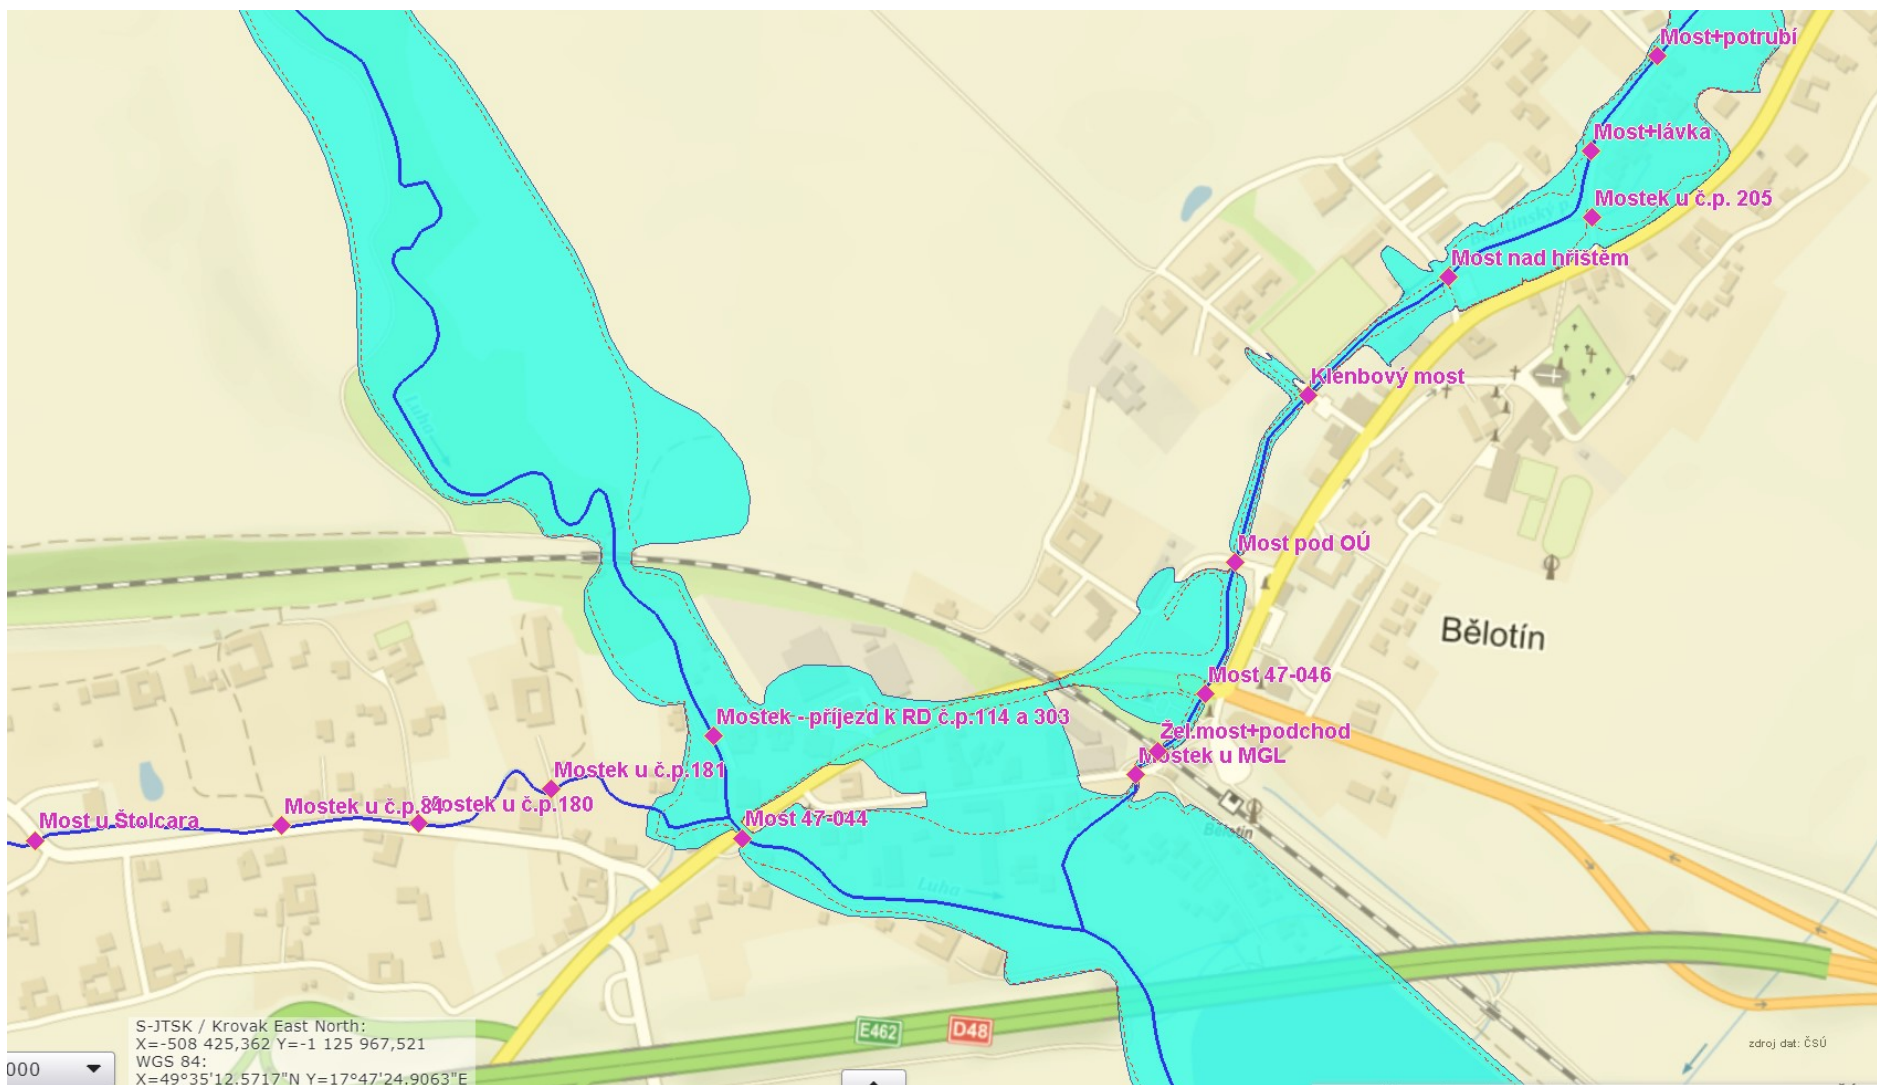 Most+potrubí
Most+lávka
Mostek u č.p. 205
Most nad hřištěm
Klenbový most
Luha
Most pod OÚ
Bělotín
Most 47-046
Mostek --příjezd k RD č.p.114 a 303
Žel.most+podchod
Mostek u MGL
Mostek u č.p.181
Mostek u č.p.84
Mostek u č.p.180
Most u Štolcara
Most 47-044
Bělotín
Luha
E462
D48
S-JTSK / Krovak East North:
X=-508 425,362 Y=-1 125 967,521
WGS 84:
X=49°35'12.5717"N Y=17°47'24.9063"E
000
zdroj dat: ČSÚ